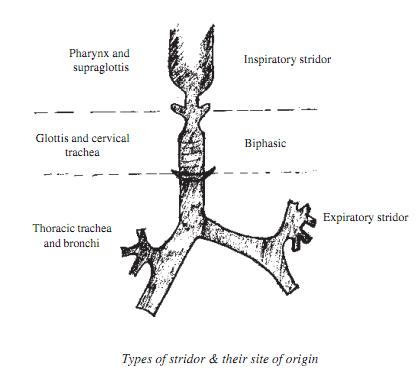 Pharynx and
supraglottis
Inspiratory stridor
Glottis and cervical
trachea
Biphasic
Thoracic trachea
and bronchi
Expiratory stridor
Types of stridor & their site of origin